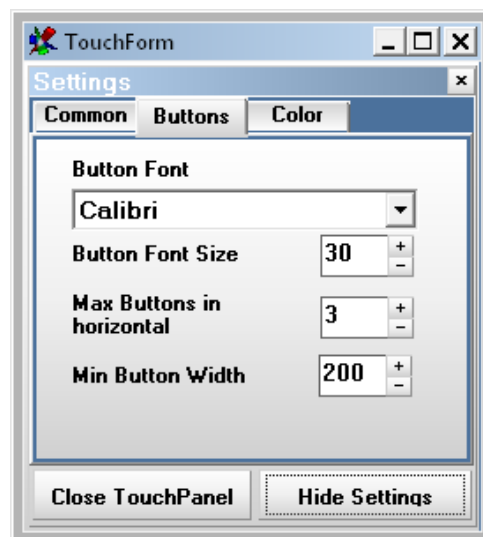 TouchForm
Settings
Common Buttons Color
Button Font
Calibri
Button Font Size 30
Max Buttons in
horizontal 3
Min Button Width 200
Close TouchPanel Hide Settings